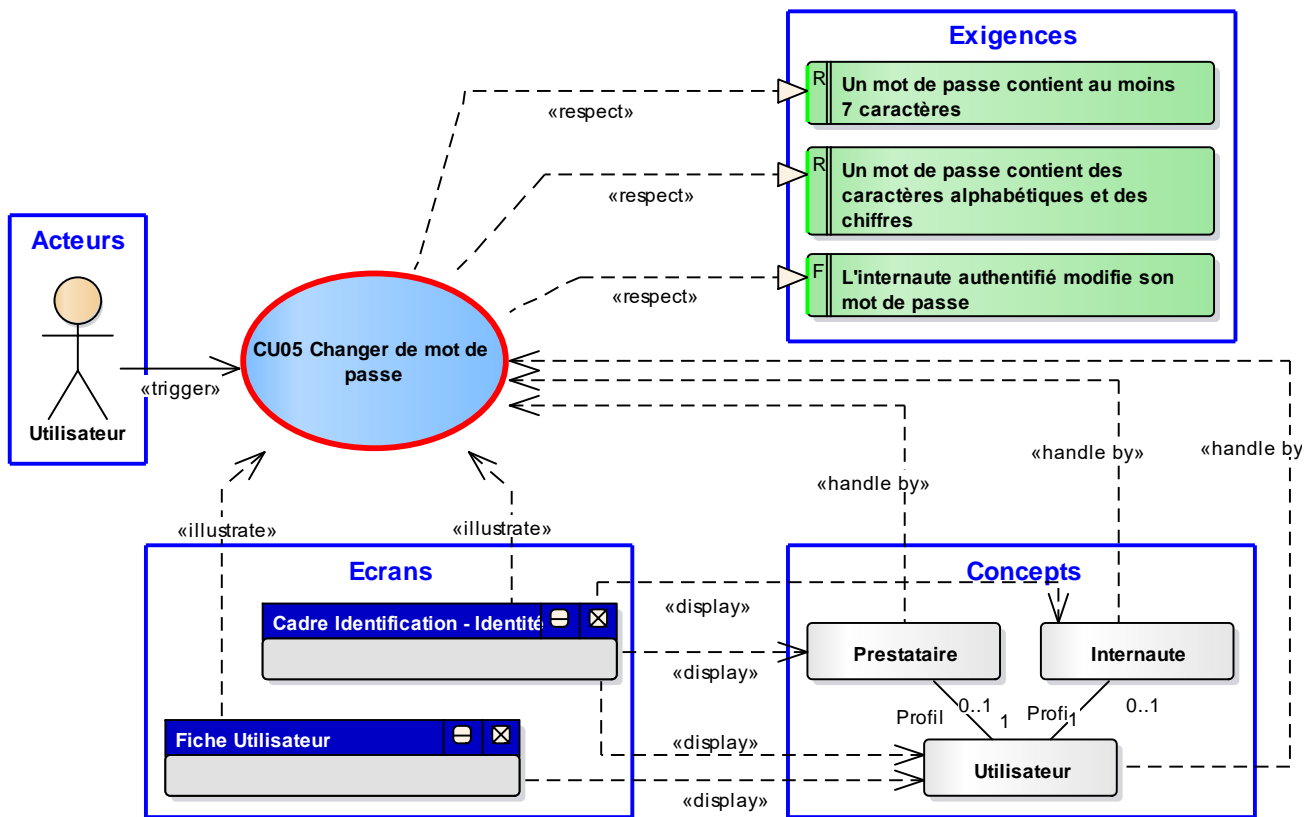 Exigences
R
Un mot de passe contient au moins
7 caractères
«respect»
R
Un mot de passe contient des
caractères alphabétiques et des
chiffres
«respect»
F
L'internaute authentifié modifie son
mot de passe
«respect»
Acteurs
Utilisateur
«trigger»
CU05 Changer de mot de
passe
«handle by»
«handle by»
«handle by»
«illustrate»
«illustrate»
Ecrans
Cadre Identification - Identité
Fiche Utilisateur
«display»
«display»
«display»
«display»
Concepts
Prestataire
Internaute
Profil
0..1
1
Profi
1
0..1
Utilisateur